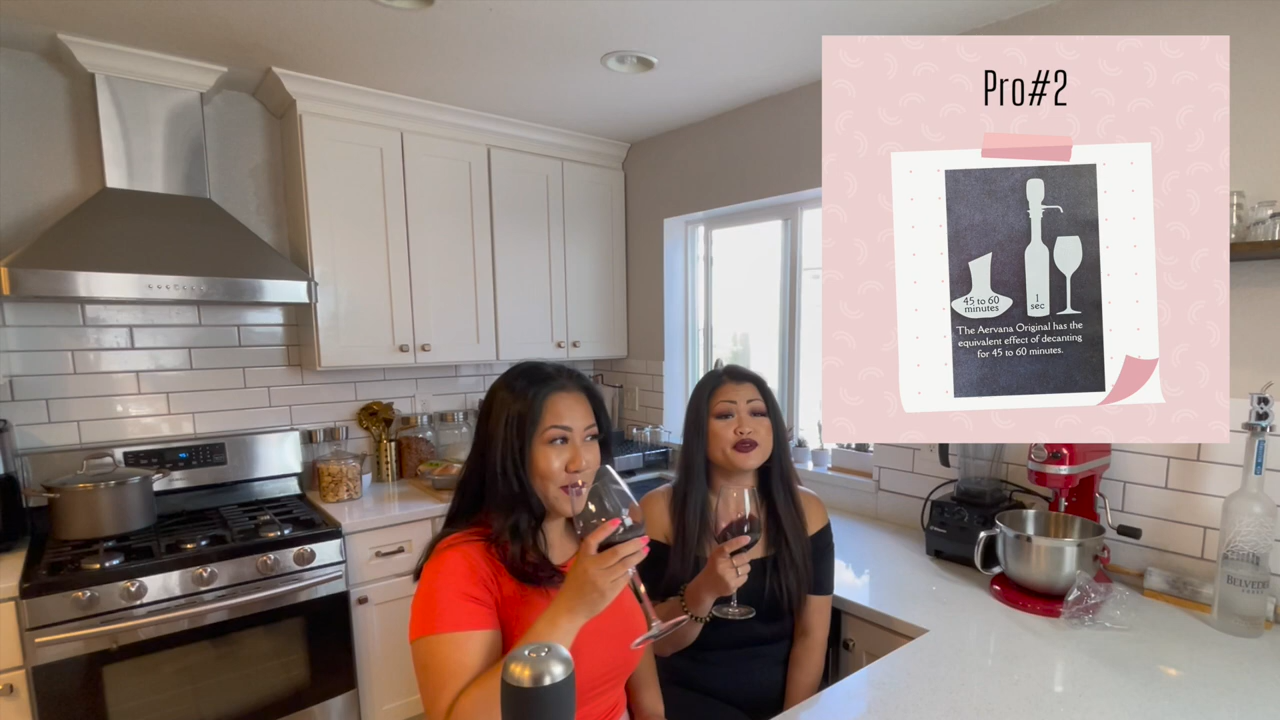 Pro#2
45 to 60
minutes
1
sec
The Aervana Original has the
equivalent effect of decanting
for 45 to 60 minutes.
BELVEDERE